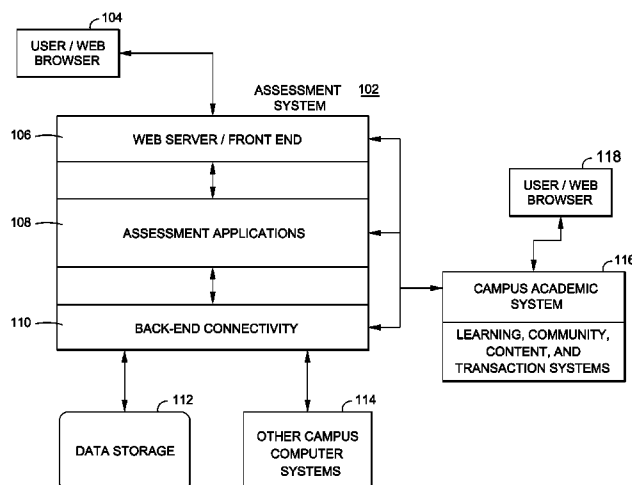 104
USER / WEB
BROWSER
ASSESSMENT 102
SYSTEM
106
WEB SERVER / FRONT END
118
USER / WEB
BROWSER
108
ASSESSMENT APPLICATIONS
116
CAMPUS ACADEMIC
SYSTEM
110
BACK-END CONNECTIVITY
LEARNING, COMMUNITY,
CONTENT, AND
TRANSACTION SYSTEMS
112
DATA STORAGE
114
OTHER CAMPUS
COMPUTER
SYSTEMS